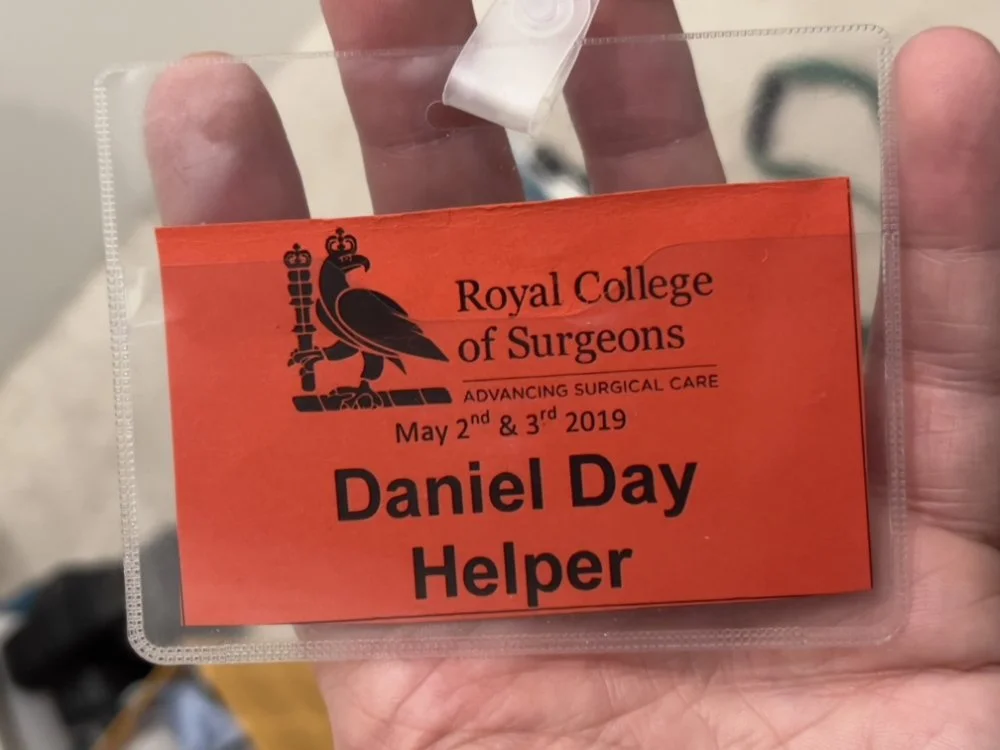 Royal College
of Surgeons
ADVANCING SURGICAL CARE
May 2nd & 3rd 2019
Daniel Day
Helper